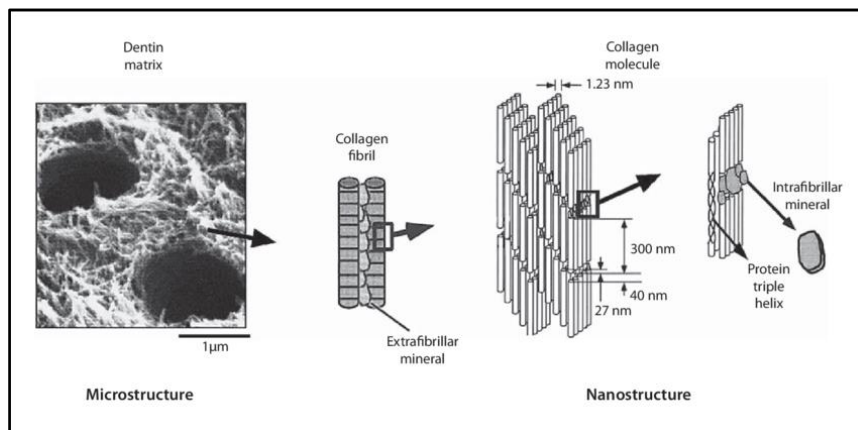 Dentin
matrix
Collagen
molecule
1.23 nm
Collagen
fibril
Intrafibrillar
mineral
300 nm
Protein
triple
helix
40 nm
27 nm
Extrafibrillar
mineral
1µm
Microstructure
Nanostructure